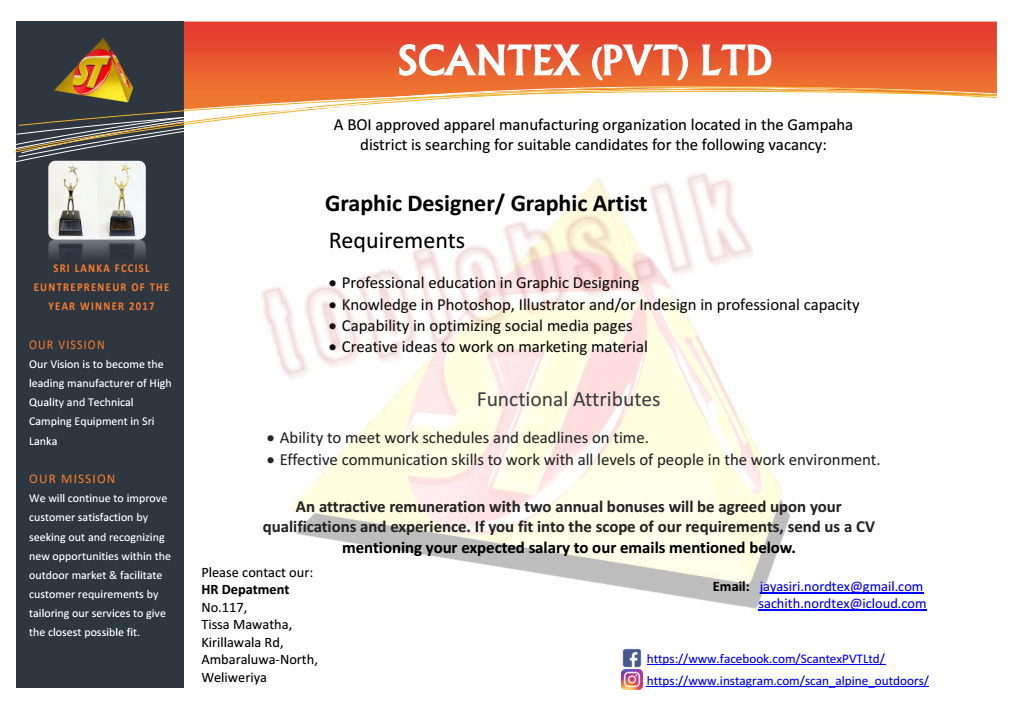 ST
SCANTEX (PVT) LTD
A BOI approved apparel manufacturing organization located in the Gampaha
district is searching for suitable candidates for the following vacancy:
SRI LANKA FCCISL
EUNTREPRENEUR OF THE
YEAR WINNER 2017
OUR VISSION
Our Vision is to become the
leading manufacturer of High
Quality and Technical
Camping Equipment in Sri
Lanka
OUR MISSION
We will continue to improve
customer satisfaction by
seeking out and recognizing
new opportunities within the
outdoor market & facilitate
customer requirements by
tailoring our services to give
the closest possible fit.
topjobs.lk
Graphic Designer/ Graphic Artist
Requirements
• Professional education in Graphic Designing
• Knowledge in Photoshop, Illustrator and/or Indesign in professional capacity
• Capability in optimizing social media pages
• Creative ideas to work on marketing material
Functional Attributes
• Ability to meet work schedules and deadlines on time.
• Effective communication skills to work with all levels of people in the work environment.
An attractive remuneration with two annual bonuses will be agreed upon your
qualifications and experience. If you fit into the scope of our requirements, send us a CV
mentioning your expected salary to our emails mentioned below.
Please contact our:
HR Depatment
No.117,
Tissa Mawatha,
Kirillawala Rd,
Ambaraluwa-North,
Weliweriya
Email: jayasiri.nordtex@gmail.com
sachith.nordtex@icloud.com
https://www.facebook.com/ScantexPVTLtd/
https://www.instagram.com/scan_alpine_outdoors/